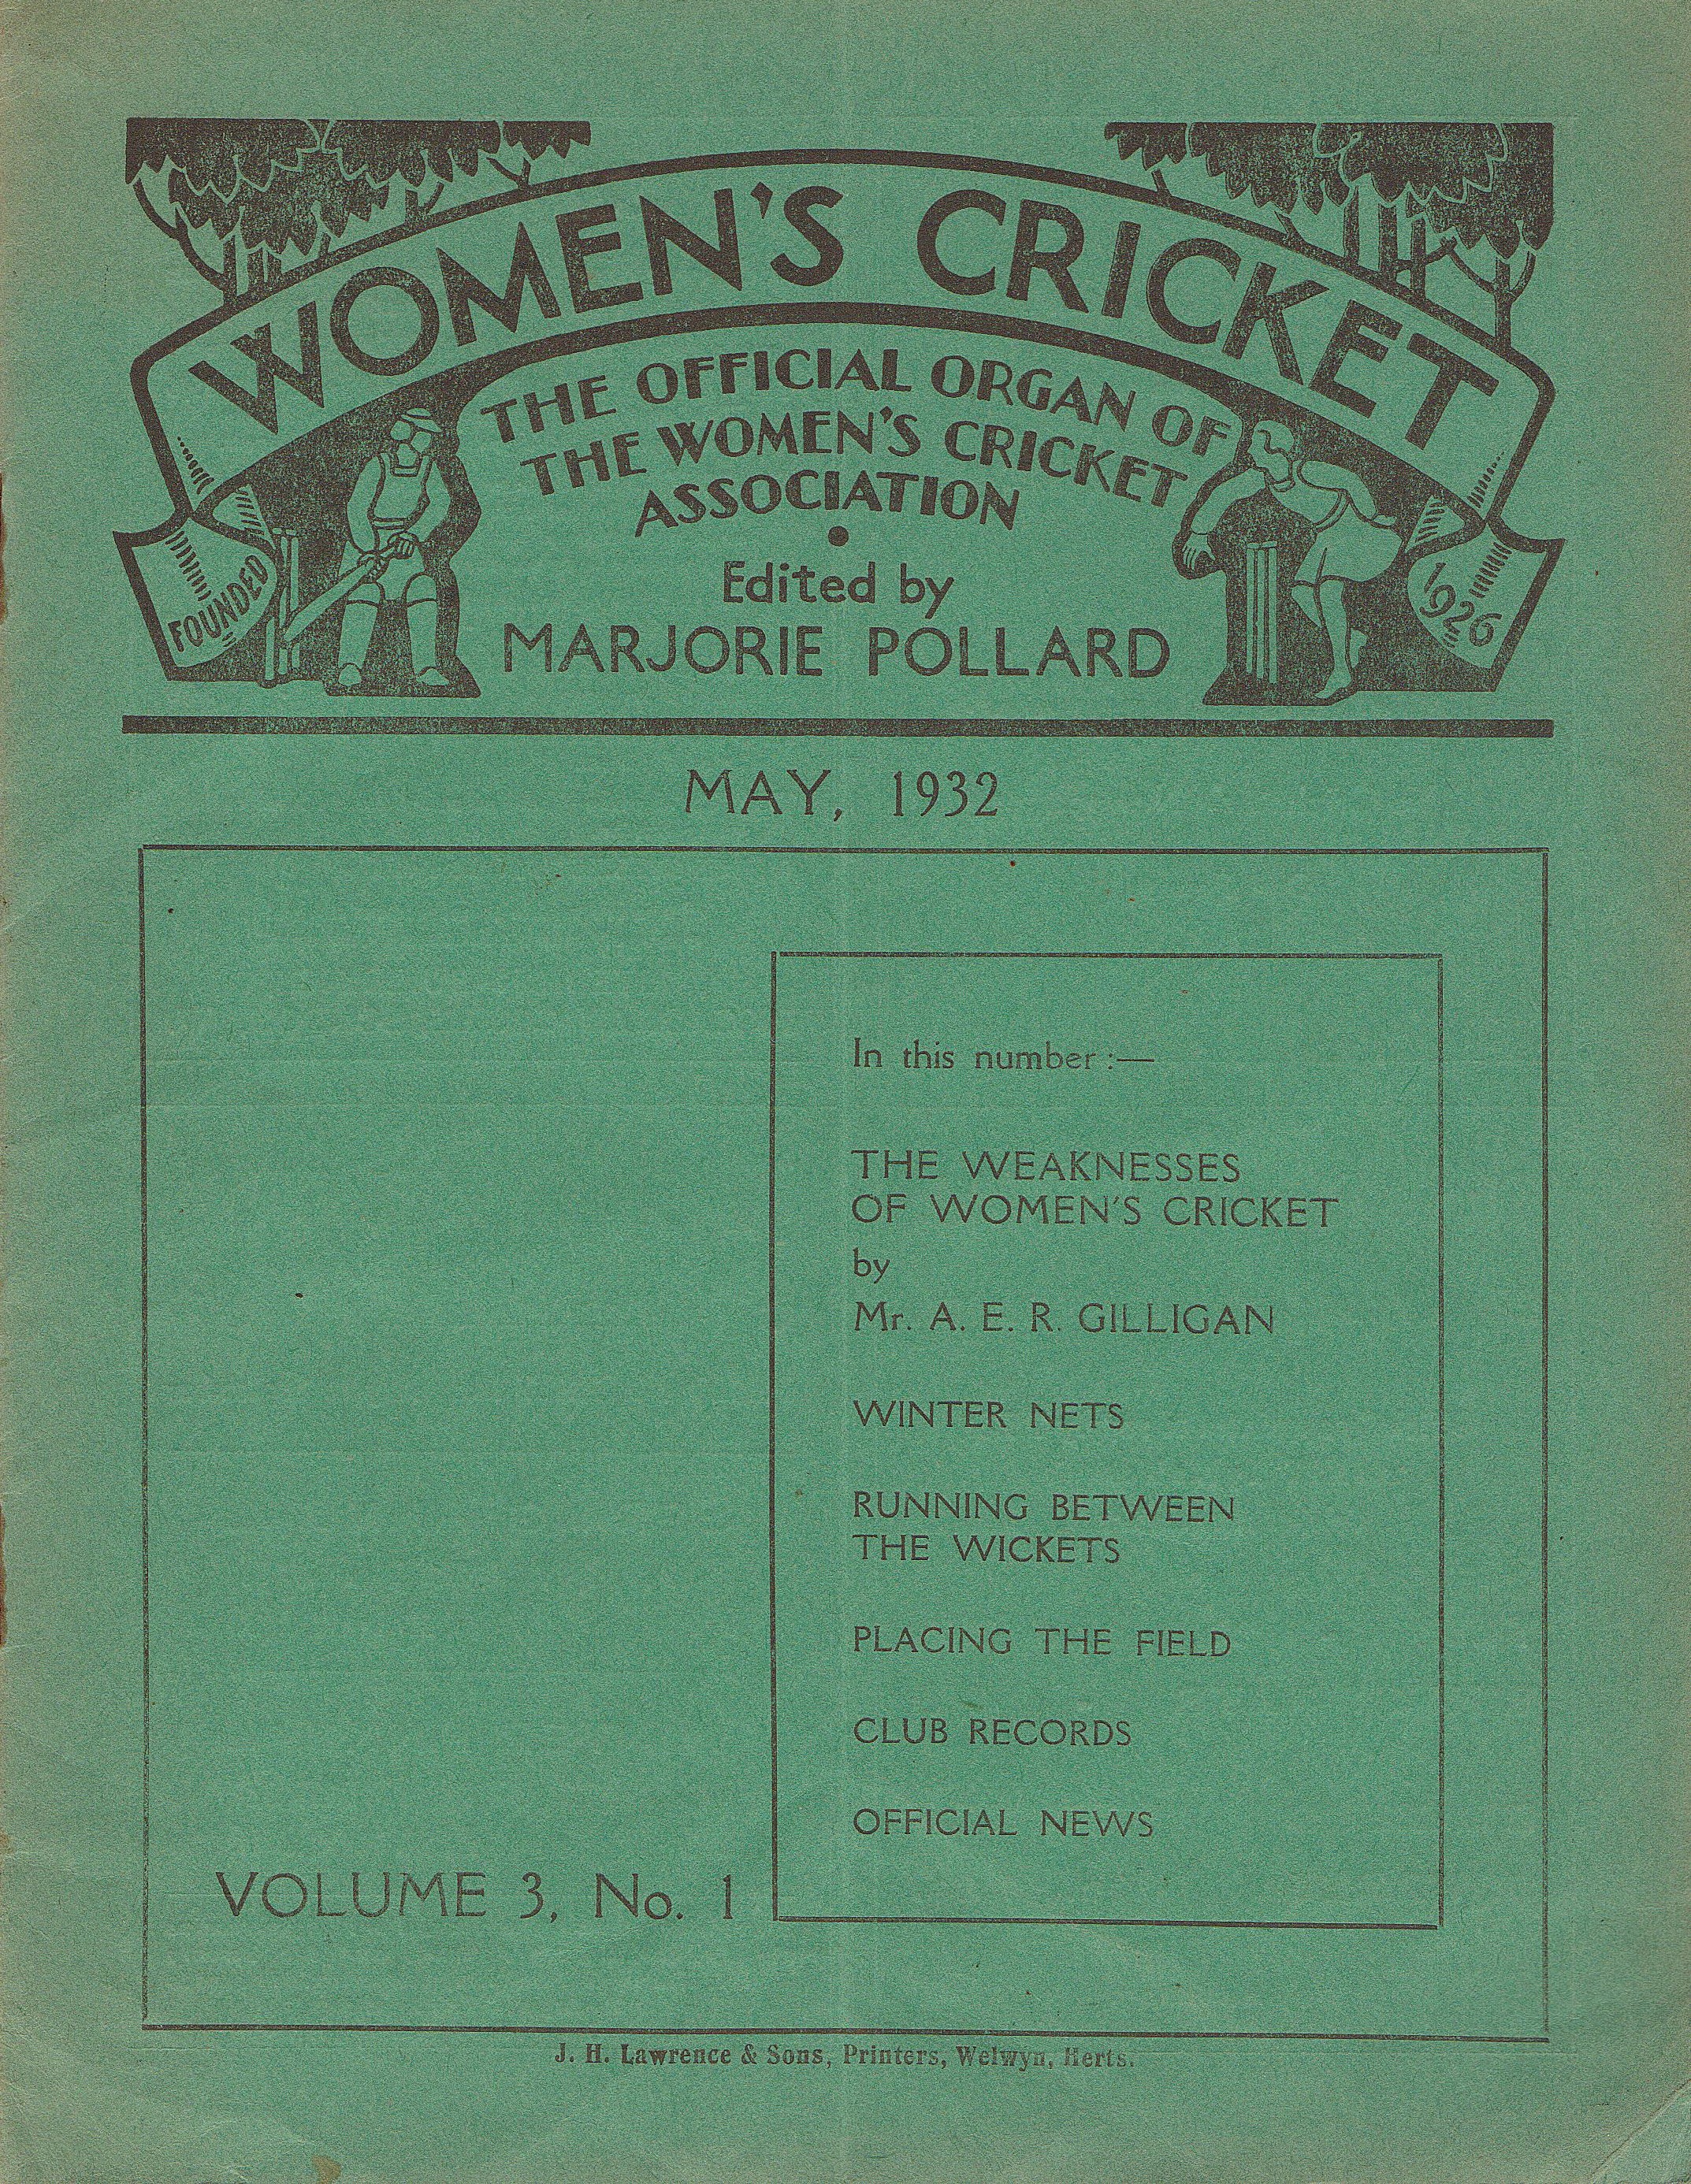 WOMEN'S CRICKET
THE OFFICIAL ORGAN OF
THE WOMEN'S CRICKET
ASSOCIATION
Edited by
MARJORIE POLLARD
FOUNDED
1926
MAY, 1932
In this number :—
THE WEAKNESSES
OF WOMEN'S CRICKET
by
Mr. A. E. R. GILLIGAN
WINTER NETS
RUNNING BETWEEN
THE WICKETS
PLACING THE FIELD
CLUB RECORDS
OFFICIAL NEWS
VOLUME 3, No. 1
J. H. Lawrence & Sons, Printers, Welwyn, Herts.